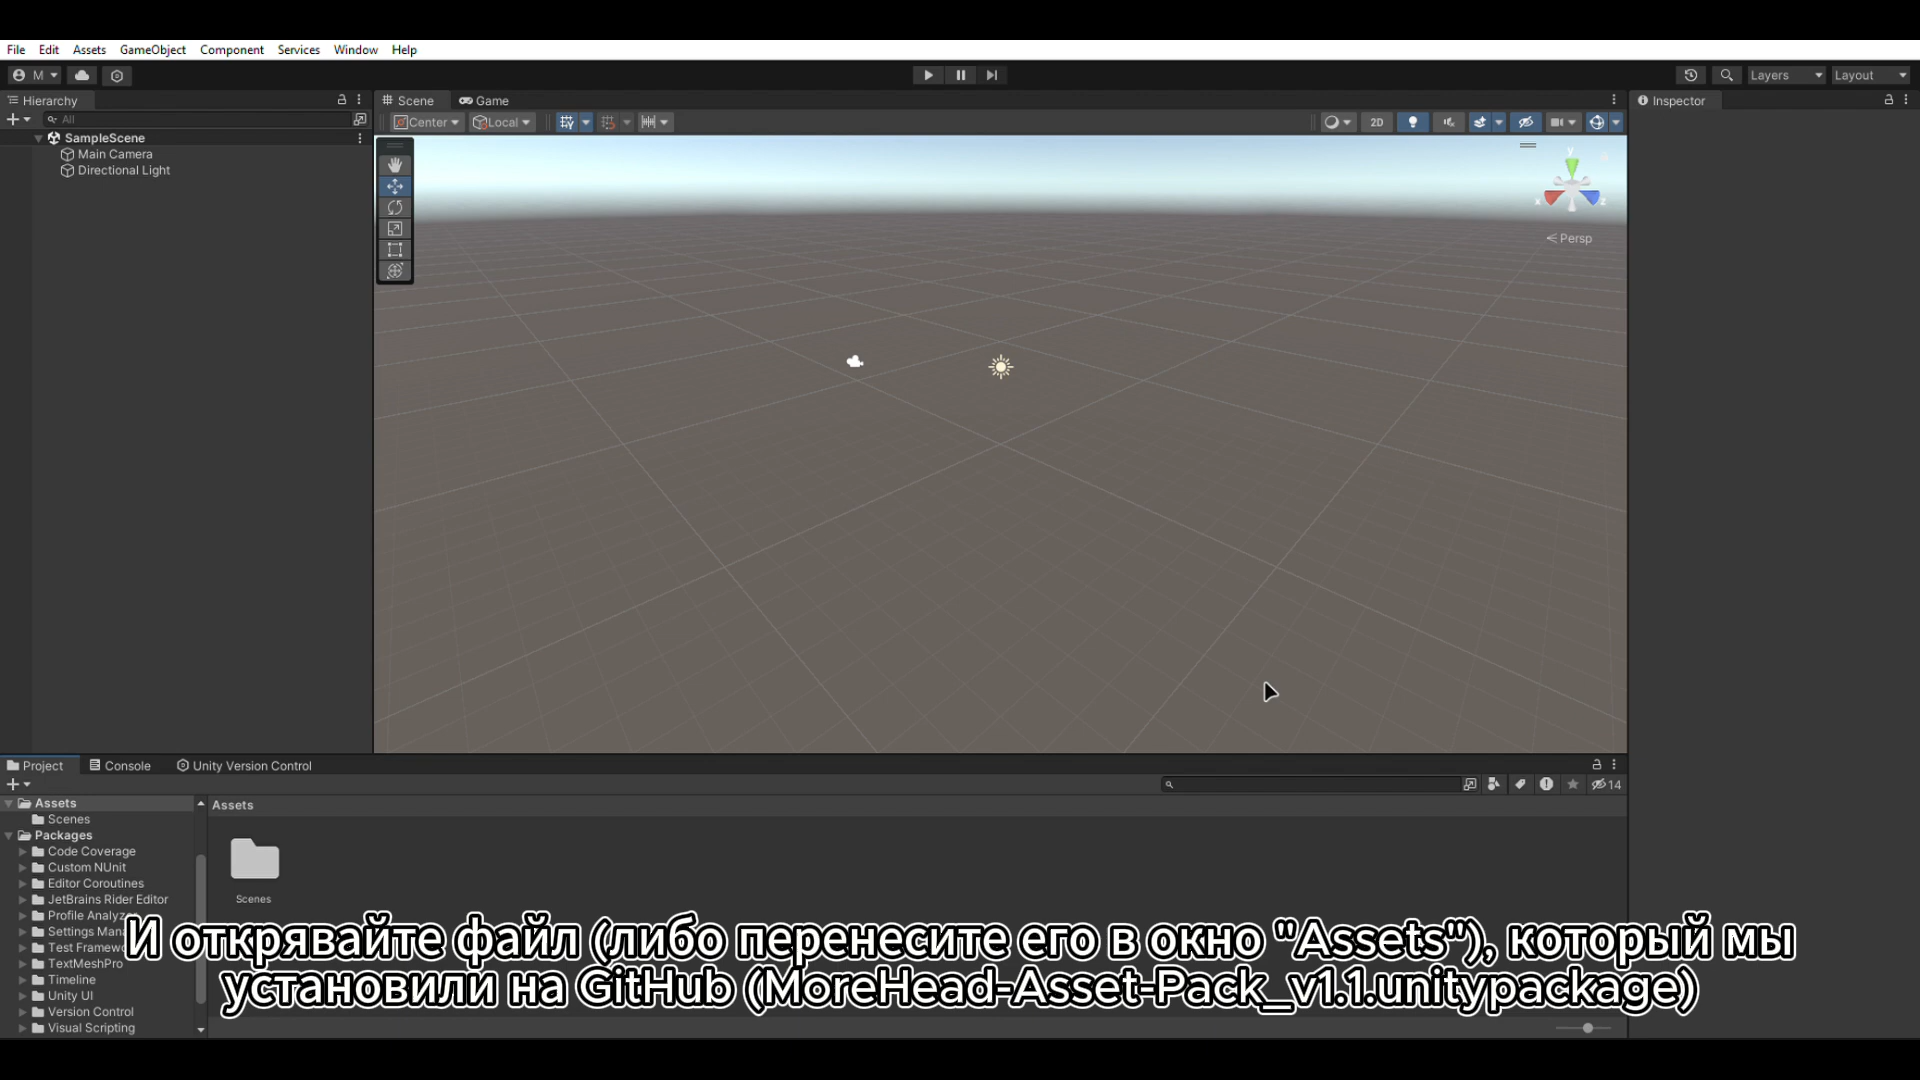 File Edit Assets GameObject Component Services Window Help
M Layers Layout
Hierarchy Scene Game Inspector
All Center Local 2D
SampleScene
Main Camera
Directional Light
y
x z
Persp
Project Console Unity Version Control
14
Assets Assets
Scenes
Packages
Code Coverage
Custom NUnit
Editor Coroutines
JetBrains Rider Editor
Scenes
Profile Analyze
Settings Mana
Test Framewo
TextMeshPro
Timeline
Unity UI
Version Control
Visual Scripting
И открявайте файл (либо перенесите его в окно "Assets"), который мы
установили на GitHub (MoreHead-Asset-Pack_v1.1.unitypackage)